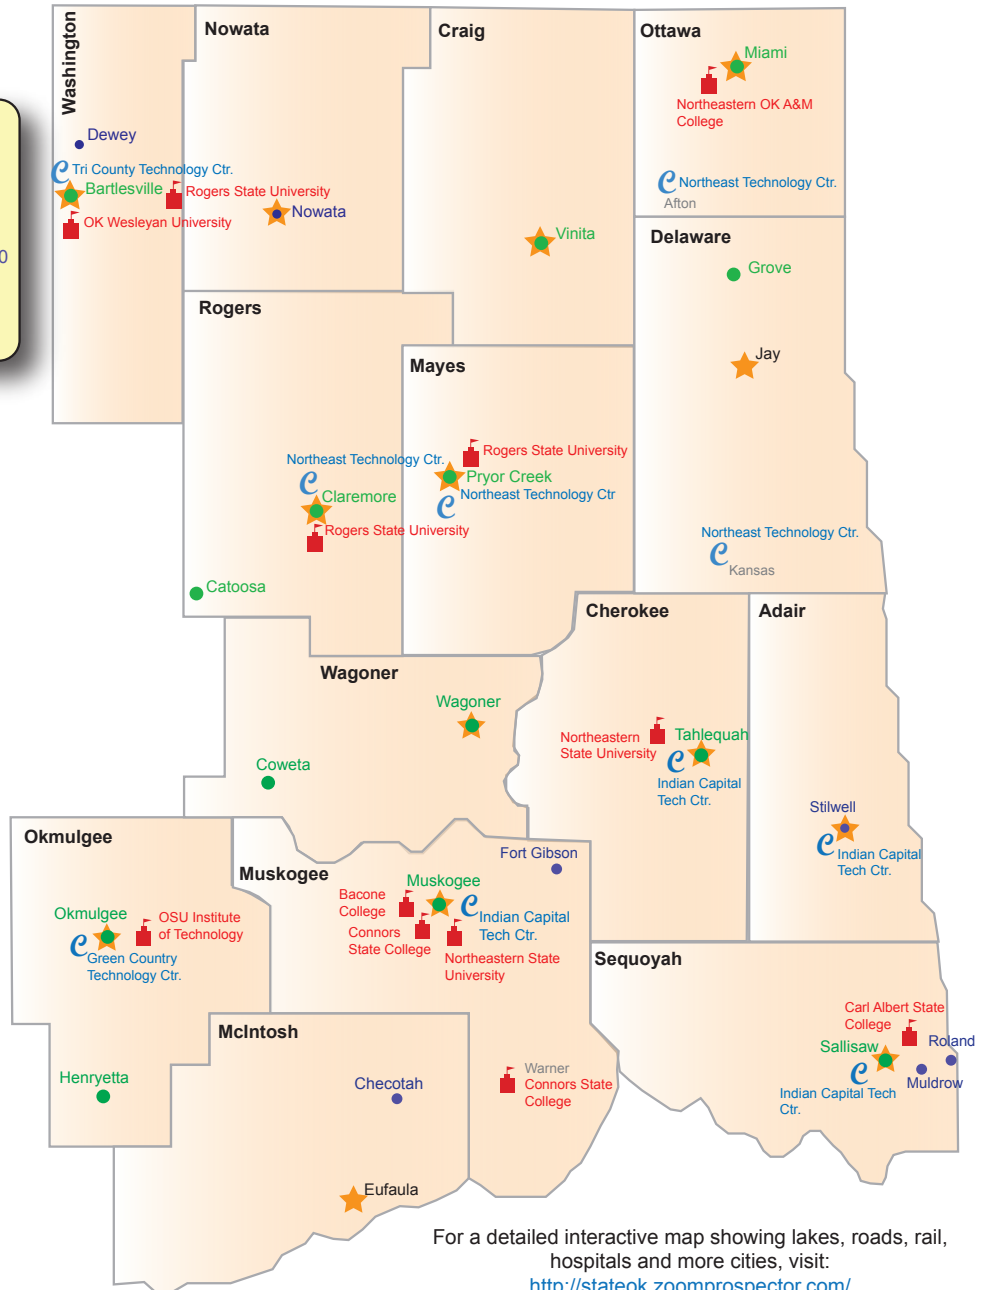 Washington
Nowata
Craig
Ottawa
Miami
Northeastern OK A&M
College
Dewey
Tri County Technology Ctr.
Bartlesville
Rogers State University
OK Wesleyan University
Nowata
Northeast Technology Ctr.
Afton
Vinita
Delaware
Grove
0
Rogers
Jay
Mayes
Rogers State University
Northeast Technology Ctr.
Pryor Creek
Northeast Technology Ctr
Claremore
Rogers State University
Northeast Technology Ctr.
Kansas
Catoosa
Cherokee
Adair
Wagoner
Wagoner
Northeastern
State University
Tahlequah
Indian Capital
Tech Ctr.
Coweta
Stilwell
Indian Capital
Tech Ctr.
Okmulgee
Fort Gibson
Muskogee
Muskogee
Bacone
College
Indian Capital
Tech Ctr.
Connors
State College
Northeastern State
University
Okmulgee
OSU Institute
of Technology
Green Country
Technology Ctr.
Sequoyah
Carl Albert State
College
Roland
Sallisaw
Muldrow
Indian Capital Tech
Ctr.
McIntosh
Warner
Connors State
College
Henryetta
Checotah
Eufaula
For a detailed interactive map showing lakes, roads, rail,
hospitals and more cities, visit:
http://stateok.zoomprospector.com/